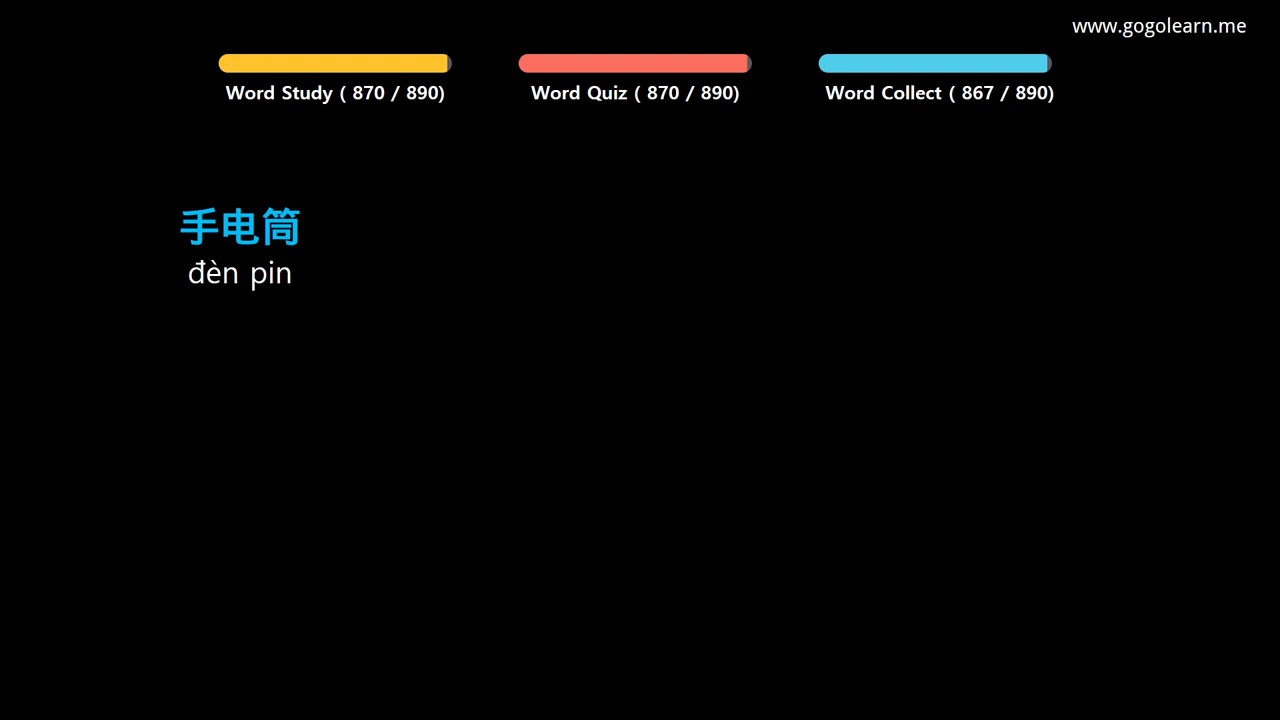 www.gogolearn.me
Word Study ( 870 / 890)
Word Quiz ( 870 / 890)
Word Collect ( 867 / 890)
手电筒
đèn pin